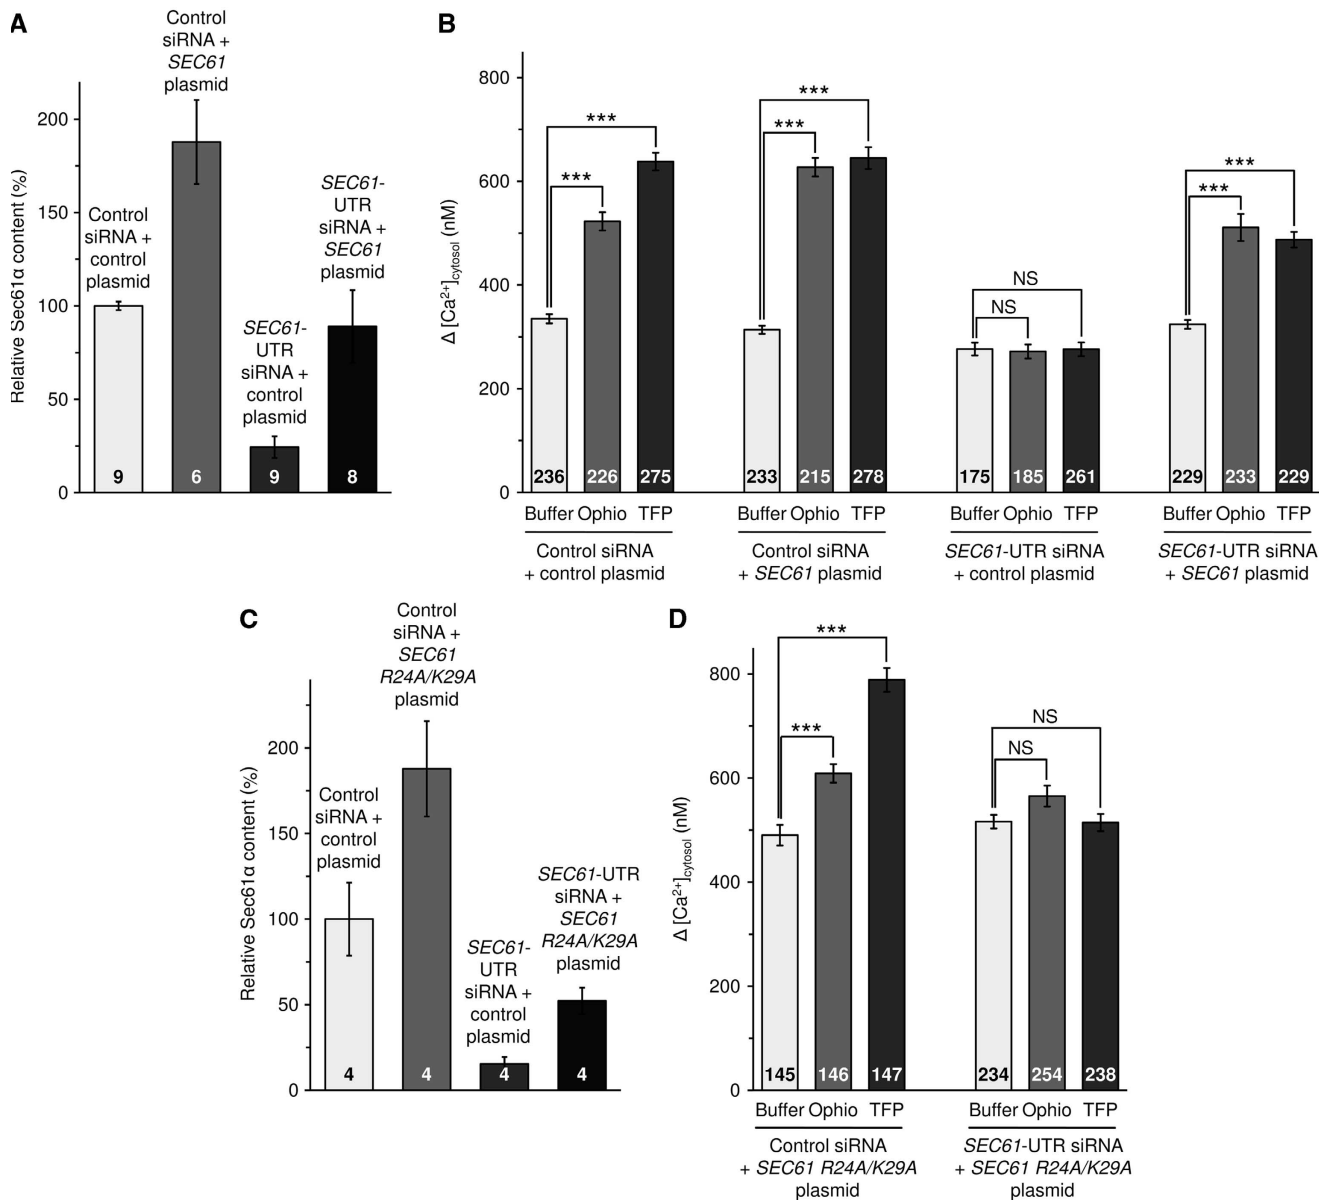 A
Control
siRNA +
SEC61
plasmid
Control
siRNA +
control
plasmid
SEC61-
UTR
siRNA +
control
plasmid
SEC61-
UTR
siRNA +
SEC61
plasmid
Relative Sec61α content (%)
200
150
100
50
0
9
6
9
8
B
Δ [Ca²⁺]cytosol (nM)
800
600
400
200
0
***
***
***
***
NS
NS
***
***
236
226
275
233
215
278
175
185
261
229
233
229
Buffer Ophio TFP
Buffer Ophio TFP
Buffer Ophio TFP
Buffer Ophio TFP
Control siRNA
+ control plasmid
Control siRNA
+ SEC61 plasmid
SEC61-UTR siRNA
+ control plasmid
SEC61-UTR siRNA
+ SEC61 plasmid
C
Control
siRNA +
SEC61
R24A/K29A
plasmid
Control
siRNA +
control
plasmid
SEC61-
UTR
siRNA +
control
plasmid
SEC61-UTR
siRNA +
SEC61
R24A/K29A
plasmid
Relative Sec61α content (%)
200
150
100
50
0
4
4
4
4
D
Δ [Ca²⁺]cytosol (nM)
800
600
400
200
0
***
***
NS
NS
145
146
147
234
254
238
Buffer Ophio TFP
Buffer Ophio TFP
Control siRNA
+ SEC61 R24A/K29A
plasmid
SEC61-UTR siRNA
+ SEC61 R24A/K29A
plasmid